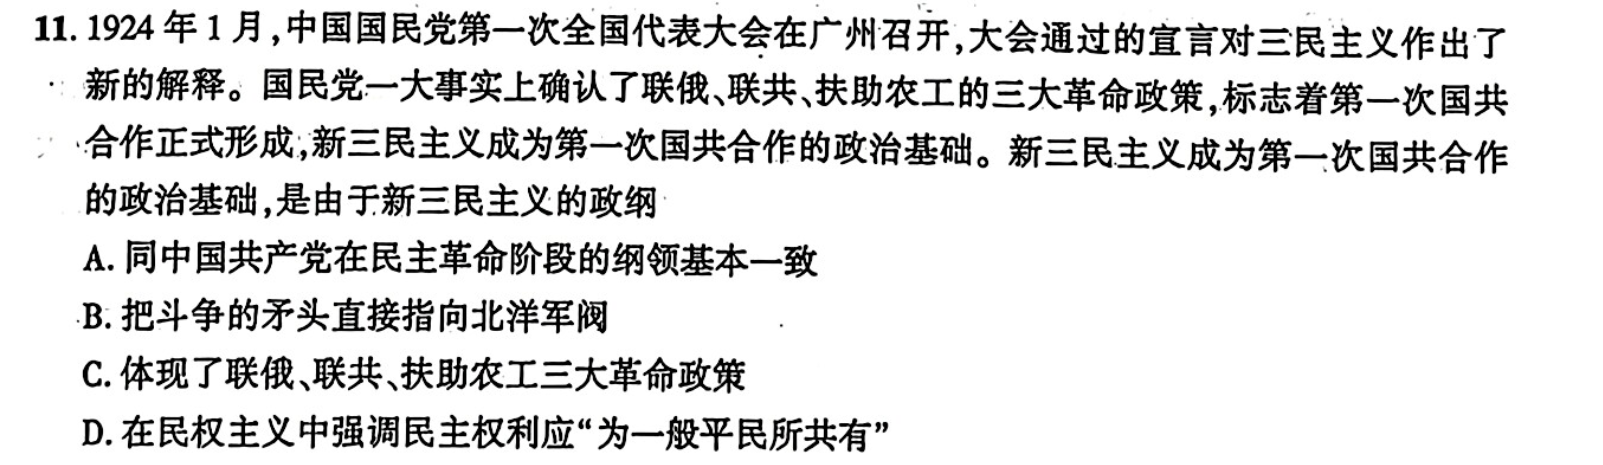 11. 1924 年 1 月,中国国民党第一次全国代表大会在广州召开,大会通过的宣言对三民主义作出了
新的解释。国民党一大事实上确认了联俄、联共、扶助农工的三大革命政策,标志着第一次国共
合作正式形成,新三民主义成为第一次国共合作的政治基础。新三民主义成为第一次国共合作
的政治基础,是由于新三民主义的政纲
A. 同中国共产党在民主革命阶段的纲领基本一致
B. 把斗争的矛头直接指向北洋军阀
C. 体现了联俄、联共、扶助农工三大革命政策
D. 在民权主义中强调民主权利应“为一般平民所共有”